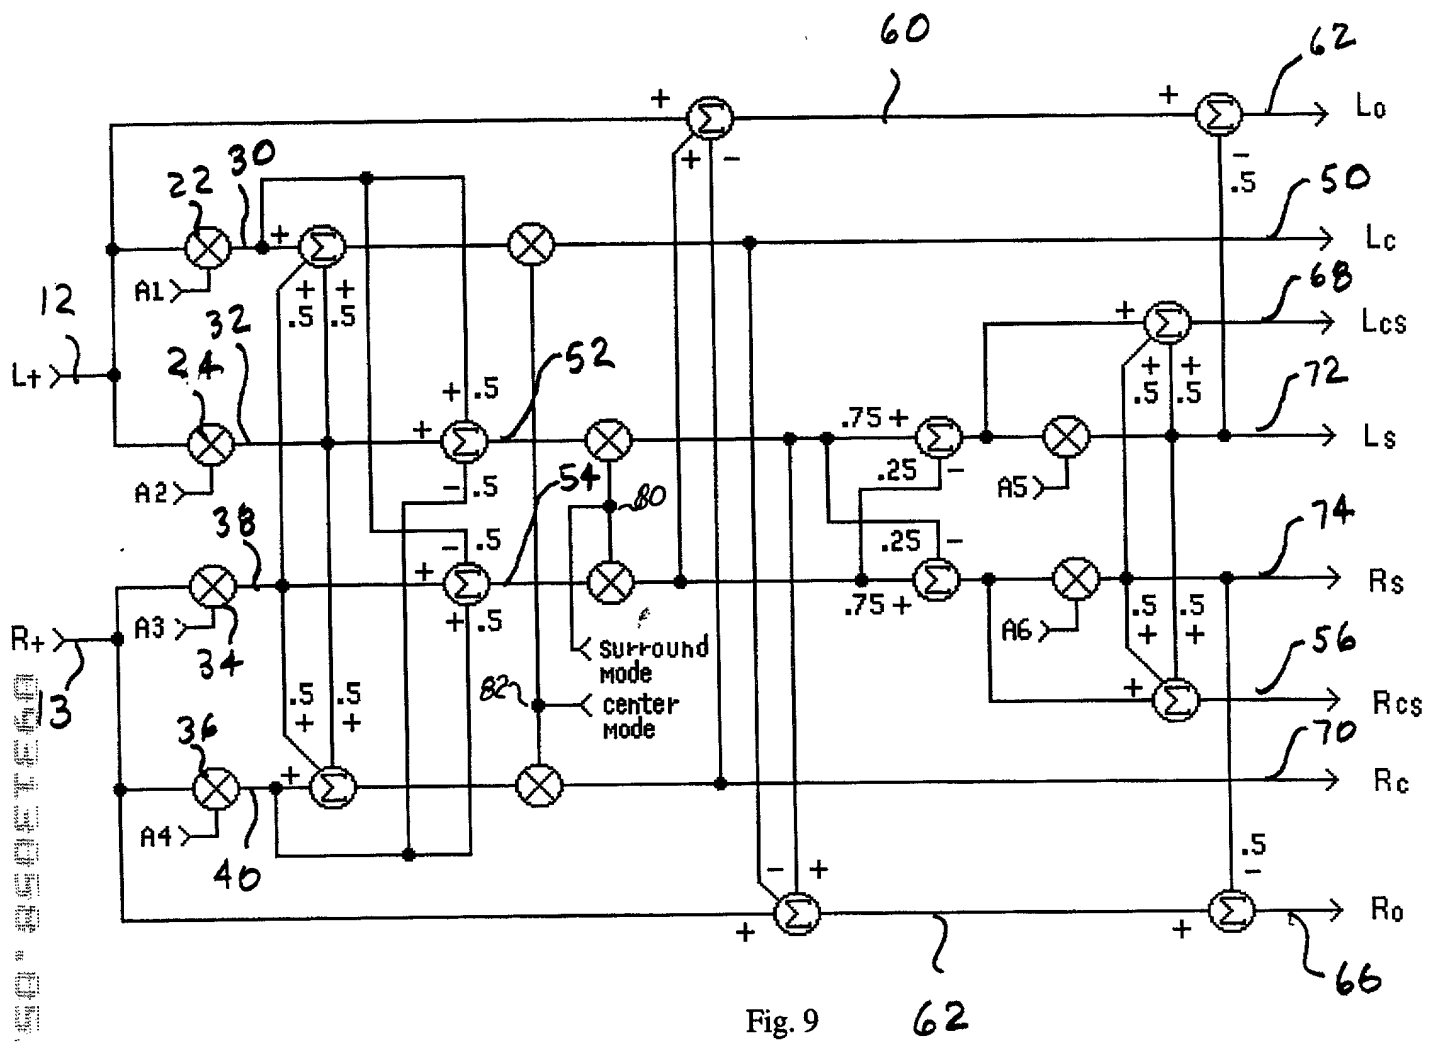 60
62
+ Σ + Σ Lo
+ -
-
.5
22 30 50
+ Σ Lc
A1 + +
.5 .5
12 32 68
+ Σ Lcs
+ +
.5 .5
Lt 24 + .5 52 72
+ Σ .75 + Σ Ls
A2 - .5 .25 - A5
54 80
38 - .5 .25 - 74
+ Σ Σ Rs
A3 + .5 .75 + A6 .5 .5
+ +
Rt 34 surround
mode
13 82 center
mode
56
+ Σ Rcs
.5 .5
+ +
36 70
+ Σ Rc
A4
40
.5
-
- +
+ Σ + Σ Ro
62 66
Fig. 9